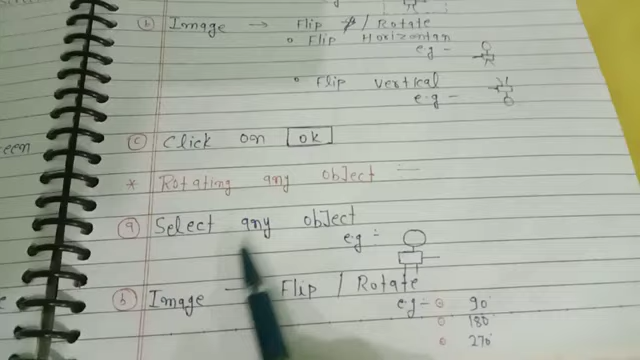 (b) Image → Flip / Rotate
• Flip Horizontan
e.g –
• Flip vertical
e.g –
(c) Click on OK
* Rotating any object –
(a) Select any object
e.g :
(b) Image → Flip / Rotate
e.g – 90°
180°
270°